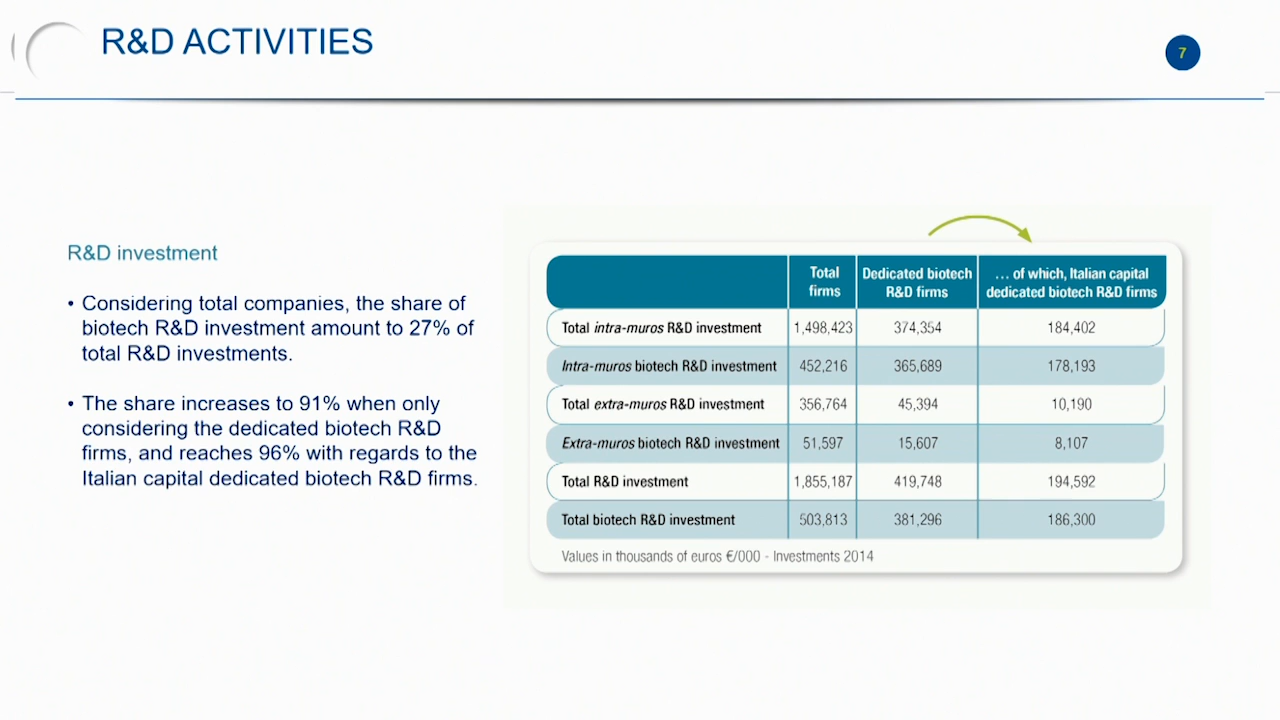 R&D ACTIVITIES
7
R&D investment
• Considering total companies, the share of
biotech R&D investment amount to 27% of
total R&D investments.
• The share increases to 91% when only
considering the dedicated biotech R&D
firms, and reaches 96% with regards to the
Italian capital dedicated biotech R&D firms.
Total firms Dedicated biotech R&D firms … of which, Italian capital dedicated biotech R&D firms
Total intra-muros R&D investment 1,498,423 374,354 184,402
Intra-muros biotech R&D investment 452,216 365,689 178,193
Total extra-muros R&D investment 356,764 45,394 10,190
Extra-muros biotech R&D investment 51,597 15,607 8,107
Total R&D investment 1,855,187 419,748 194,592
Total biotech R&D investment 503,813 381,296 186,300
Values in thousands of euros €/000 - Investments 2014